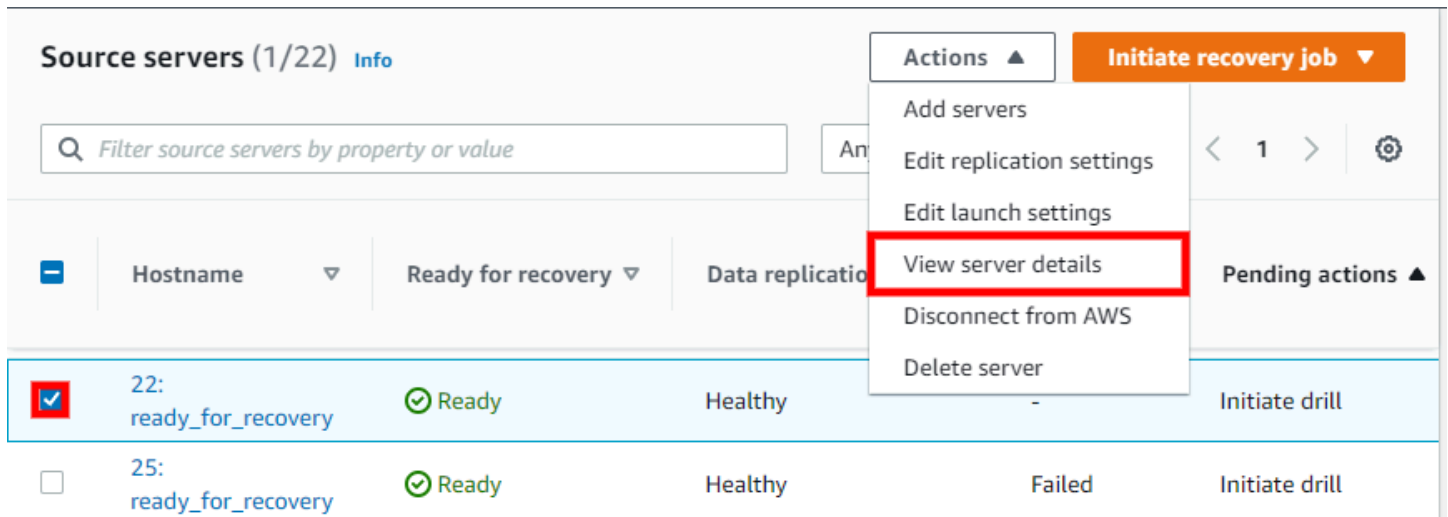 Source servers (1/22) Info
Actions
Initiate recovery job
Add servers
Filter source servers by property or value
1
Edit replication settings
Edit launch settings
View server details
Hostname
Ready for recovery
Data
Pending actions
Disconnect from AWS
Delete server
22:
ready_for_recovery
Ready
Healthy
-
Initiate drill
25:
ready_for_recovery
Ready
Healthy
Failed
Initiate drill